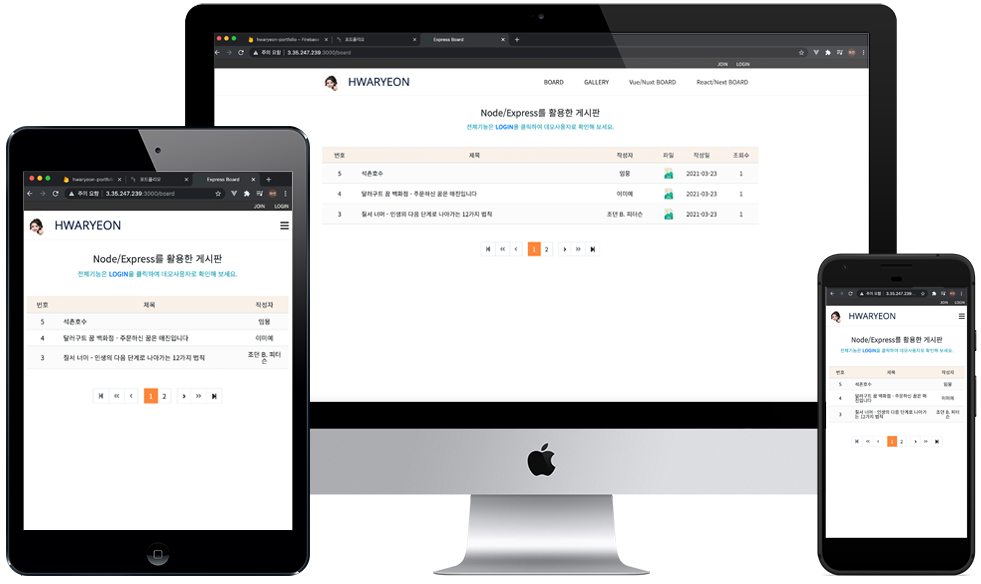 hwaryeon-portfolio – Firebase
포트폴리오
Express Board
주의 요함
3.35.247.239:3000/board
JOIN LOGIN
HWARYEON
BOARD GALLERY Vue/Nuxt BOARD React/Next BOARD
Node/Express를 활용한 게시판
전체기능은 LOGIN을 클릭하여 데모사용자로 확인해 보세요.
번호 제목 작성자 파일 작성일 조회수
5 석촌호수 임몽 2021-03-23 1
4 달러구트 꿈 백화점 - 주문하신 꿈은 매진입니다 이미예 2021-03-23 1
3 질서 너머 - 인생의 다음 단계로 나아가는 12가지 법칙 조던 B. 피터슨 2021-03-23 1
1 2
hwaryeon-portfolio
포트폴리오
Express Board
주의 요함
3.35.247.239:3000/board
JOIN LOGIN
HWARYEON
Node/Express를 활용한 게시판
전체기능은 LOGIN을 클릭하여 데모사용자로 확인해 보세요.
번호 제목 작성자
5 석촌호수 임몽
4 달러구트 꿈 백화점 - 주문하신 꿈은 매진입니다 이미예
3 질서 너머 - 인생의 다음 단계로 나아가는 12가지 법칙 조던 B. 피터
슨
1 2
주의 요함 3.35.247.239...
JOIN LOGIN
HWARYEON
Node/Express를 활용한 게시판
전체기능은 LOGIN을 클릭하여 데모사용자로 확인해 보세요.
번호 제목 작성자
5 석촌호수 임몽
4 달러구트 꿈 백화점 - 주문하신 꿈은 매
진입니다 이미예
3 질서 너머 - 인생의 다음 단계로 나아가
는 12가지 법칙 조던 B. 피터
슨
1 2